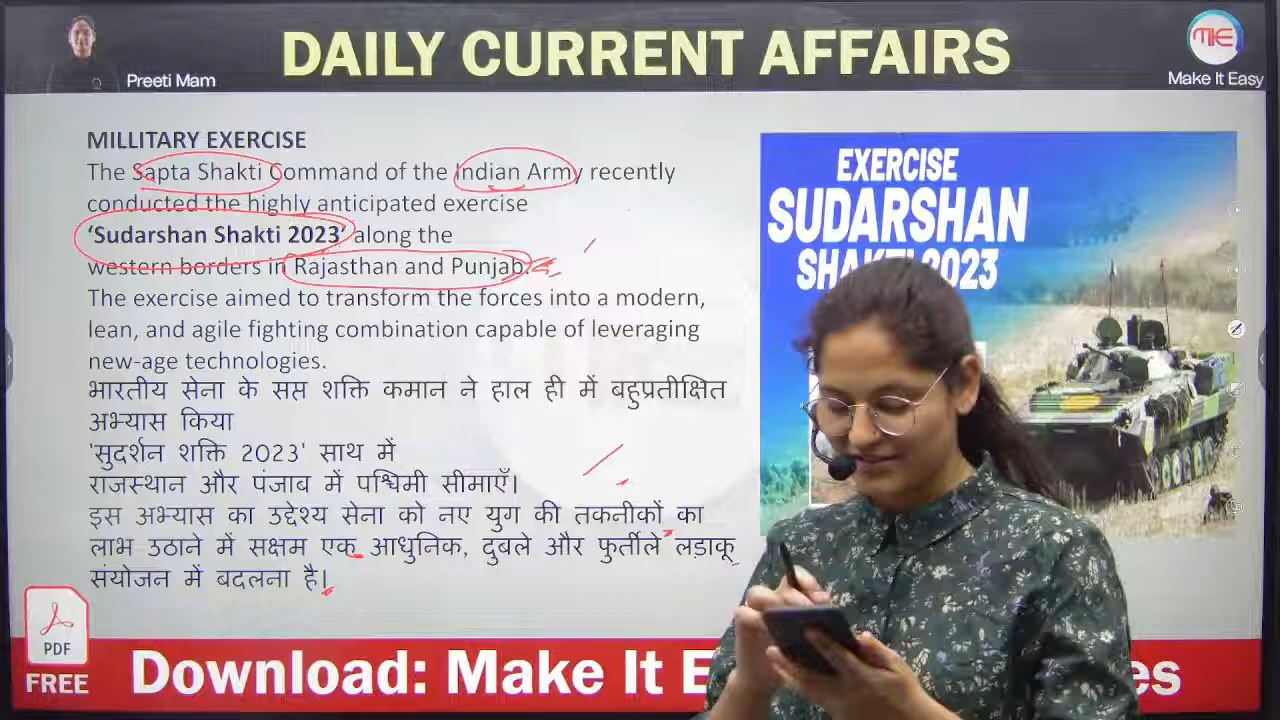 DAILY CURRENT AFFAIRS
Preeti Mam
MIE
Make It Easy
MILLITARY EXERCISE
The Sapta Shakti Command of the Indian Army recently
conducted the highly anticipated exercise
‘Sudarshan Shakti 2023’ along the
western borders in Rajasthan and Punjab.
The exercise aimed to transform the forces into a modern,
lean, and agile fighting combination capable of leveraging
new-age technologies.
भारतीय सेना के सप्त शक्ति कमान ने हाल ही में बहुप्रतीक्षित
अभ्यास किया
'सुदर्शन शक्ति 2023' साथ में
राजस्थान और पंजाब में पश्चिमी सीमाएँ।
इस अभ्यास का उद्देश्य सेना को नए युग की तकनीकों का
लाभ उठाने में सक्षम एक आधुनिक, दुबले और फुर्तीले लड़ाकू
संयोजन में बदलना है।
EXERCISE
SUDARSHAN
SHAKTI 2023
PDF
FREE
Download: Make It E es